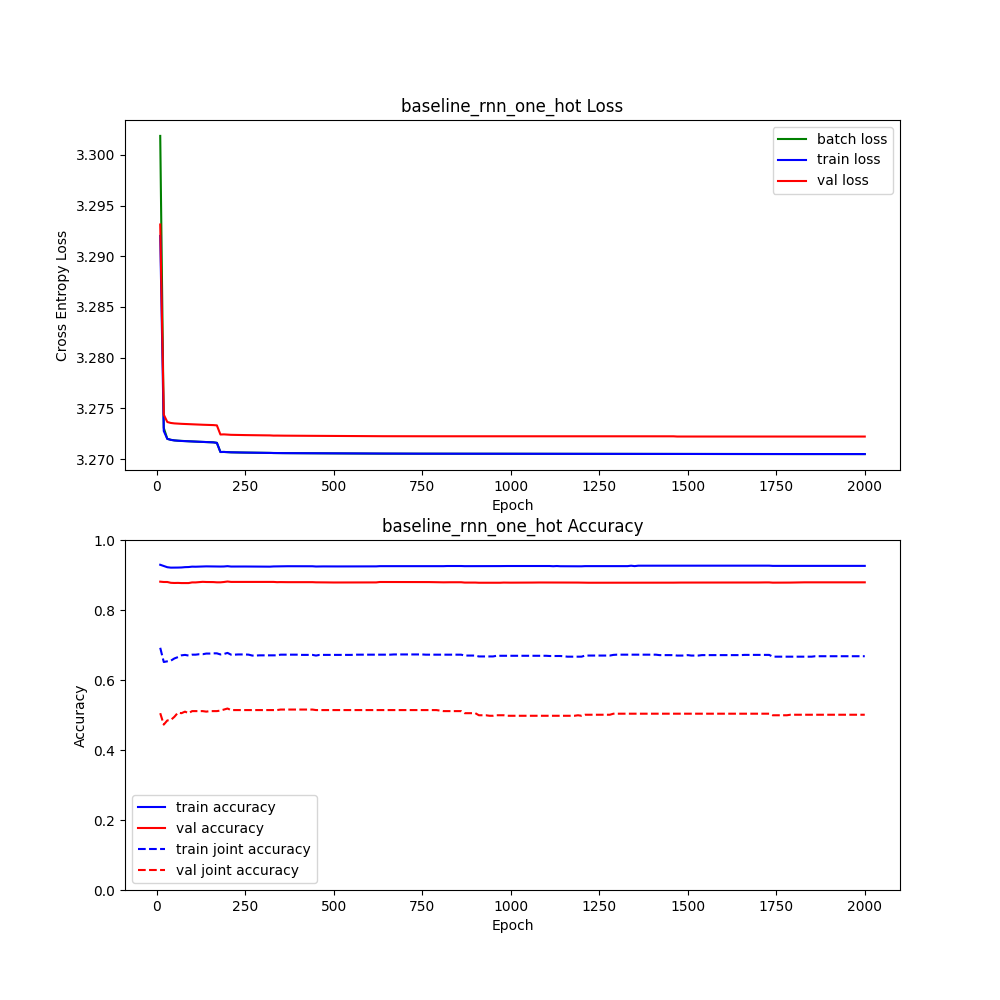 baseline_rnn_one_hot Loss
batch loss
train loss
val loss
Cross Entropy Loss
3.300
3.295
3.290
3.285
3.280
3.275
3.270
0 250 500 750 1000 1250 1500 1750 2000
Epoch
baseline_rnn_one_hot Accuracy
Accuracy
1.0
0.8
0.6
0.4
0.2
0.0
train accuracy
val accuracy
train joint accuracy
val joint accuracy
0 250 500 750 1000 1250 1500 1750 2000
Epoch